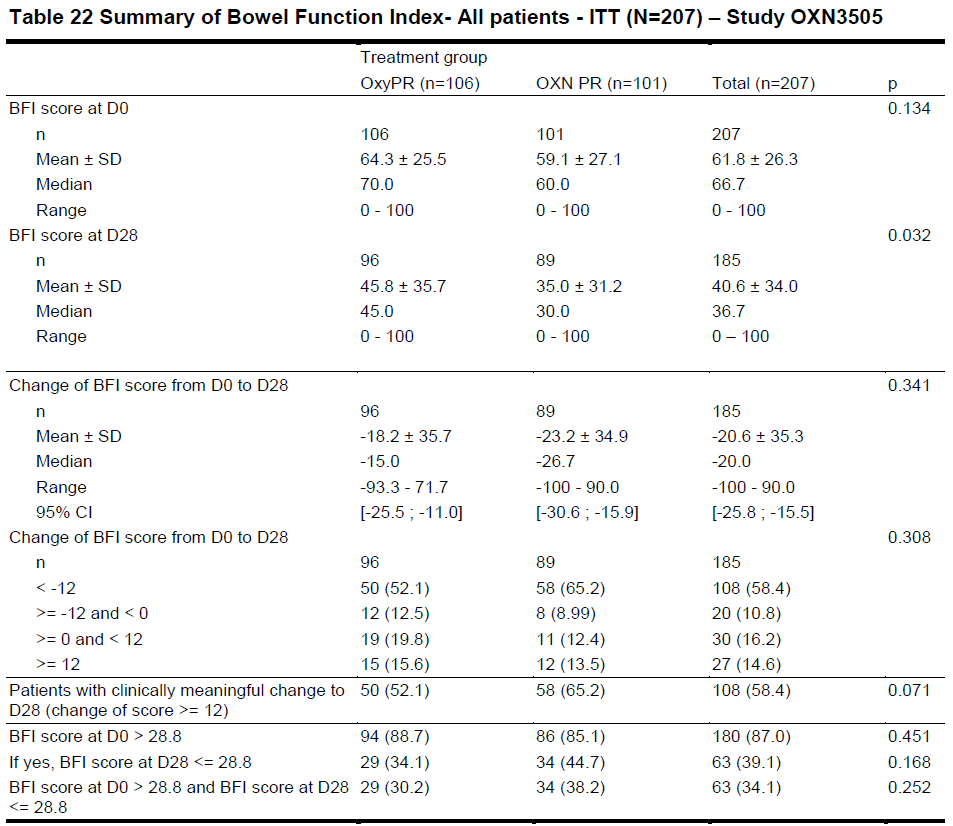 Table 22 Summary of Bowel Function Index- All patients - ITT (N=207) – Study OXN3505
Treatment group
OxyPR (n=106) OXN PR (n=101) Total (n=207) p
BFI score at D0 0.134
n 106 101 207
Mean ± SD 64.3 ± 25.5 59.1 ± 27.1 61.8 ± 26.3
Median 70.0 60.0 66.7
Range 0 - 100 0 - 100 0 - 100
BFI score at D28 0.032
n 96 89 185
Mean ± SD 45.8 ± 35.7 35.0 ± 31.2 40.6 ± 34.0
Median 45.0 30.0 36.7
Range 0 - 100 0 - 100 0 – 100
Change of BFI score from D0 to D28 0.341
n 96 89 185
Mean ± SD -18.2 ± 35.7 -23.2 ± 34.9 -20.6 ± 35.3
Median -15.0 -26.7 -20.0
Range -93.3 - 71.7 -100 - 90.0 -100 - 90.0
95% CI [-25.5 ; -11.0] [-30.6 ; -15.9] [-25.8 ; -15.5]
Change of BFI score from D0 to D28 0.308
n 96 89 185
< -12 50 (52.1) 58 (65.2) 108 (58.4)
>= -12 and < 0 12 (12.5) 8 (8.99) 20 (10.8)
>= 0 and < 12 19 (19.8) 11 (12.4) 30 (16.2)
>= 12 15 (15.6) 12 (13.5) 27 (14.6)
Patients with clinically meaningful change to 50 (52.1) 58 (65.2) 108 (58.4) 0.071
D28 (change of score >= 12)
BFI score at D0 > 28.8 94 (88.7) 86 (85.1) 180 (87.0) 0.451
If yes, BFI score at D28 <= 28.8 29 (34.1) 34 (44.7) 63 (39.1) 0.168
BFI score at D0 > 28.8 and BFI score at D28 29 (30.2) 34 (38.2) 63 (34.1) 0.252
<= 28.8